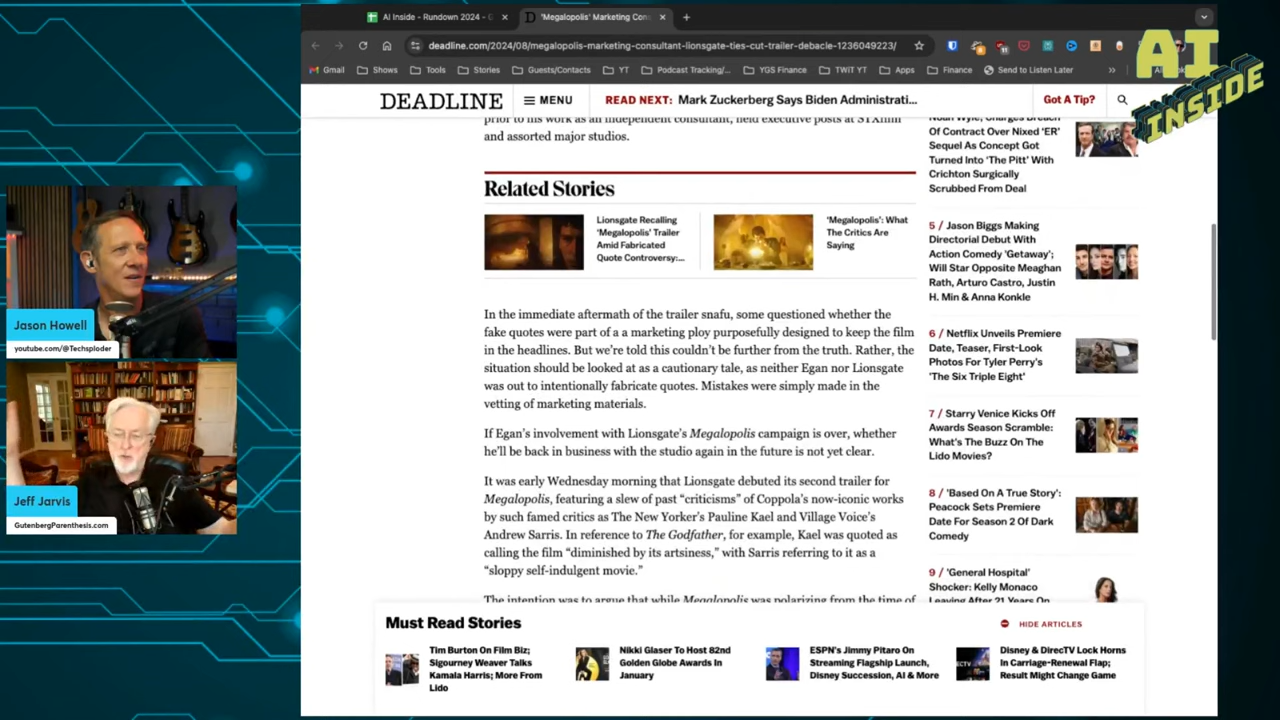 AI Inside - Rundown 2024 - G
'Megalopolis' Marketing Cons
deadline.com/2024/08/megalopolis-marketing-consultant-lionsgate-ties-cut-trailer-debacle-1236049223/
Gmail
Shows
Tools
Stories
Guests/Contacts
YT
Podcast Tracking/...
YGS Finance
TWiT YT
Apps
Finance
Send to Listen Later
AI
INSIDE
DEADLINE
MENU
READ NEXT: Mark Zuckerberg Says Biden Administrati...
Got A Tip?
prior to his work as an independent consultant, held executive posts at STXfilm
and assorted major studios.
Related Stories
Lionsgate Recalling
'Megalopolis' Trailer
Amid Fabricated
Quote Controversy:...
'Megalopolis': What
The Critics Are
Saying
In the immediate aftermath of the trailer snafu, some questioned whether the
fake quotes were part of a a marketing ploy purposefully designed to keep the film
in the headlines. But we're told this couldn't be further from the truth. Rather, the
situation should be looked at as a cautionary tale, as neither Egan nor Lionsgate
was out to intentionally fabricate quotes. Mistakes were simply made in the
vetting of marketing materials.
If Egan's involvement with Lionsgate's Megalopolis campaign is over, whether
he'll be back in business with the studio again in the future is not yet clear.
It was early Wednesday morning that Lionsgate debuted its second trailer for
Megalopolis, featuring a slew of past "criticisms" of Coppola's now-iconic works
by such famed critics as The New Yorker's Pauline Kael and Village Voice's
Andrew Sarris. In reference to The Godfather, for example, Kael was quoted as
calling the film "diminished by its artsiness," with Sarris referring to it as a
"sloppy self-indulgent movie."
The intention was to argue that while Megalopolis was polarizing from the time of
Noah Wyle, Charges Breach
Of Contract Over Nixed 'ER'
Sequel As Concept Got
Turned Into 'The Pitt' With
Crichton Surgically
Scrubbed From Deal
5 / Jason Biggs Making
Directorial Debut With
Action Comedy 'Getaway';
Will Star Opposite Meaghan
Rath, Arturo Castro, Justin
H. Min & Anna Konkle
6 / Netflix Unveils Premiere
Date, Teaser, First-Look
Photos For Tyler Perry's
'The Six Triple Eight'
7 / Starry Venice Kicks Off
Awards Season Scramble:
What's The Buzz On The
Lido Movies?
8 / 'Based On A True Story':
Peacock Sets Premiere
Date For Season 2 Of Dark
Comedy
9 / 'General Hospital'
Shocker: Kelly Monaco
Leaving After 21 Years On
Must Read Stories
HIDE ARTICLES
Tim Burton On Film Biz;
Sigourney Weaver Talks
Kamala Harris; More From
Lido
Nikki Glaser To Host 82nd
Golden Globe Awards In
January
ESPN's Jimmy Pitaro On
Streaming Flagship Launch,
Disney Succession, AI & More
Disney & DirecTV Lock Horns
In Carriage-Renewal Flap;
Result Might Change Game
Jason Howell
youtube.com/@Techsploder
Jeff Jarvis
GutenbergParenthesis.com